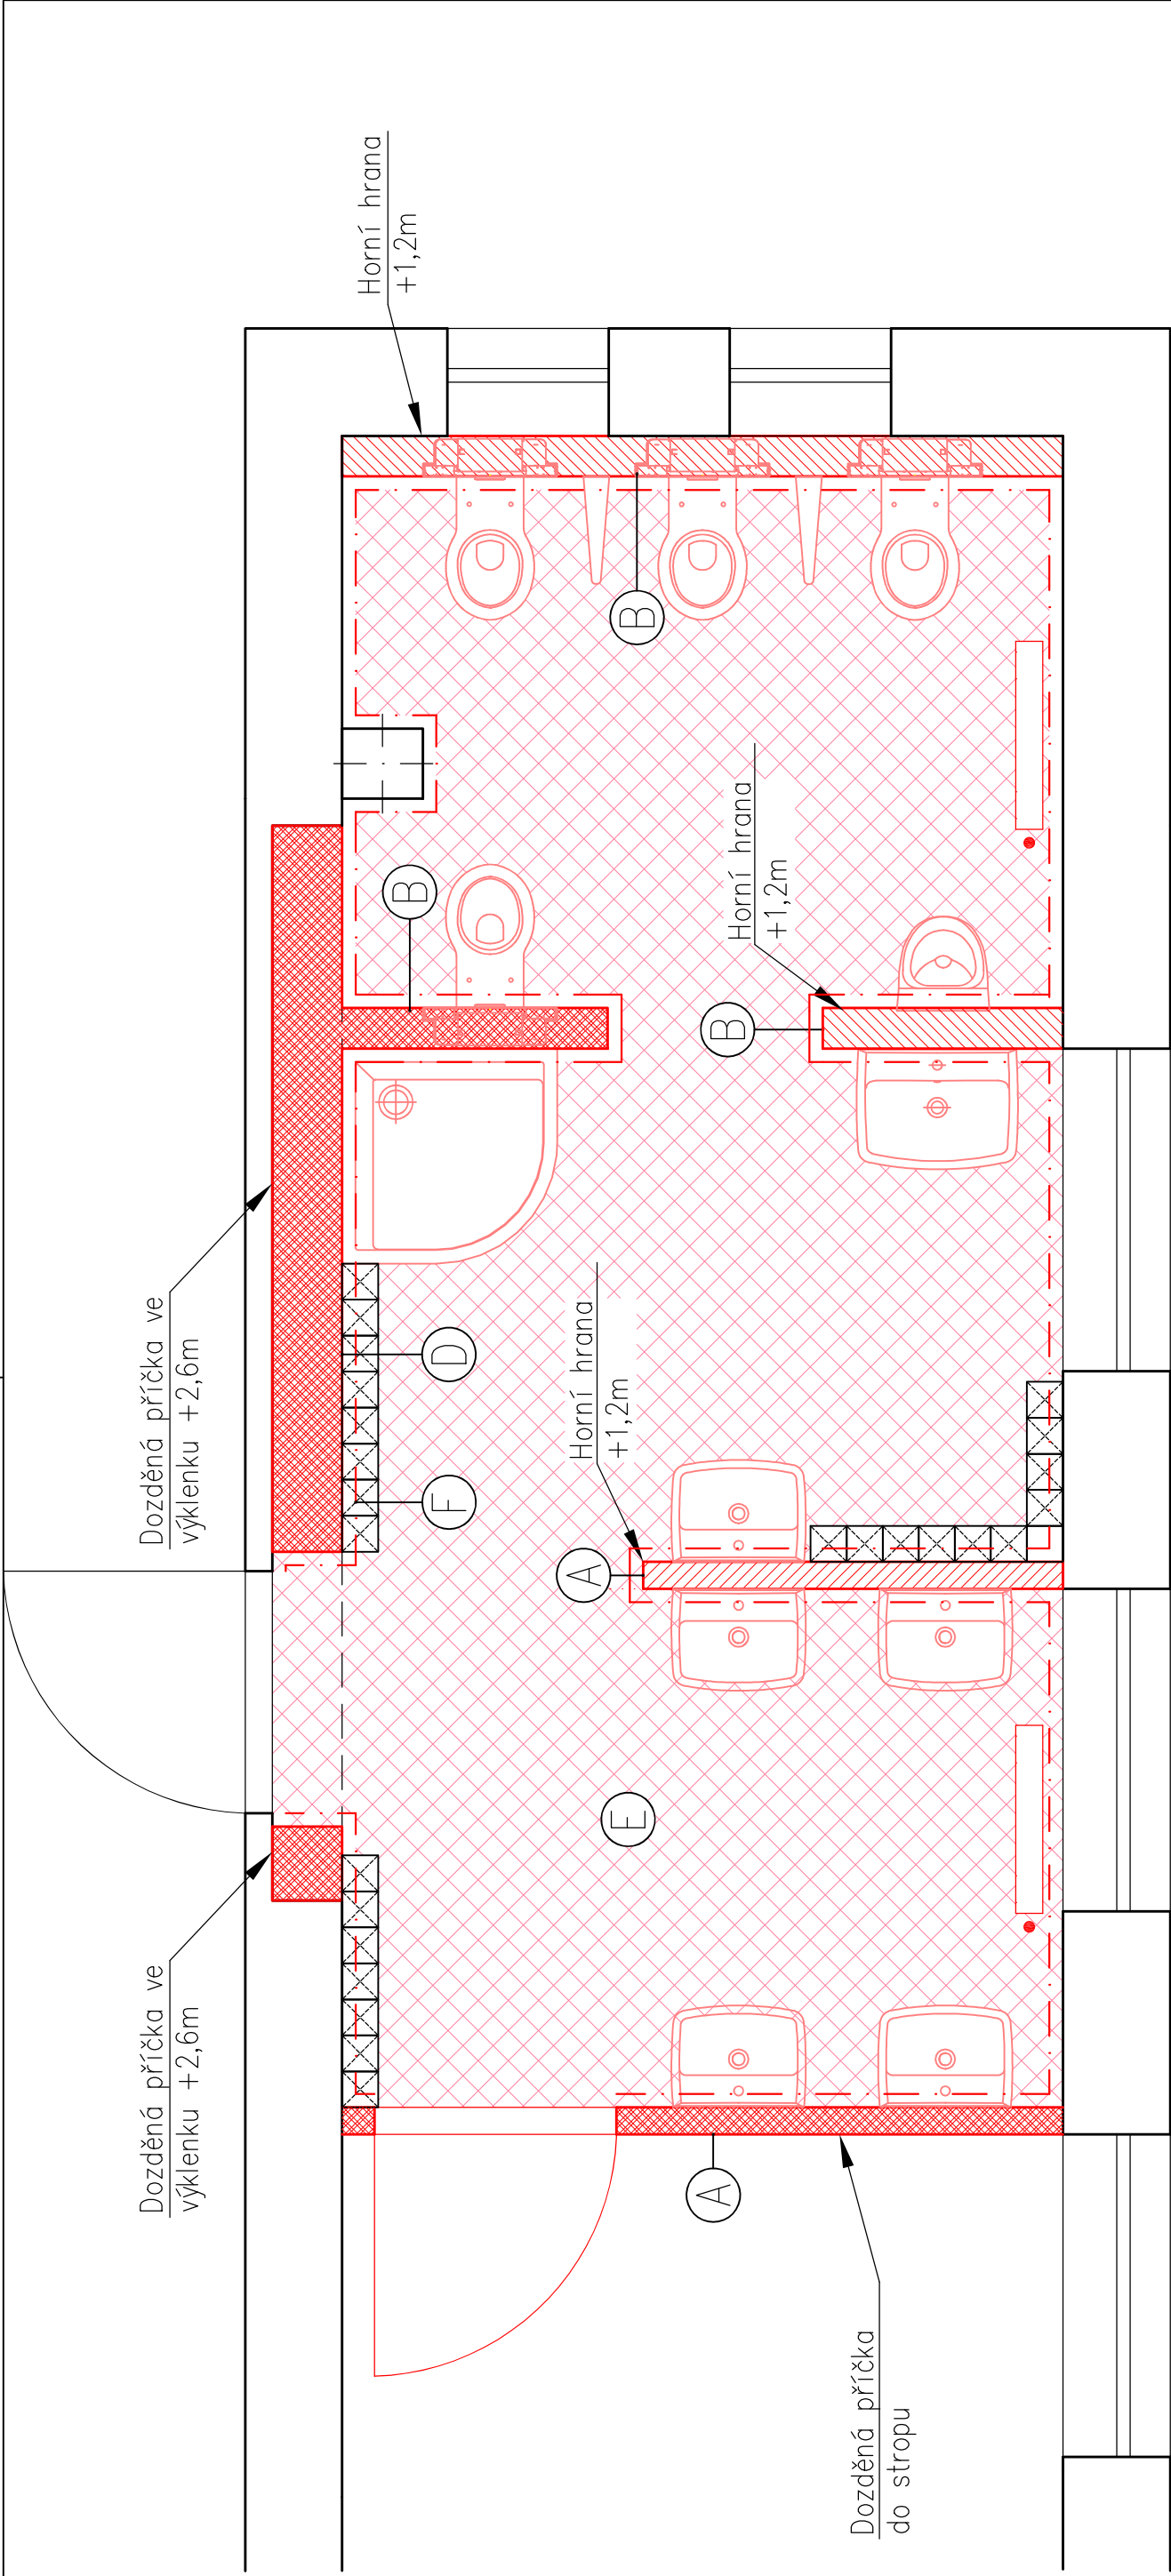 Dozděná příčka ve
výklenku +2,6m
Dozděná příčka ve
výklenku +2,6m
Horní hrana
+1,2m
B
F
D
Horní hrana
+1,2m
A
E
B
A
B
Horní hrana
+1,2m
Dozděná příčka
do stropu